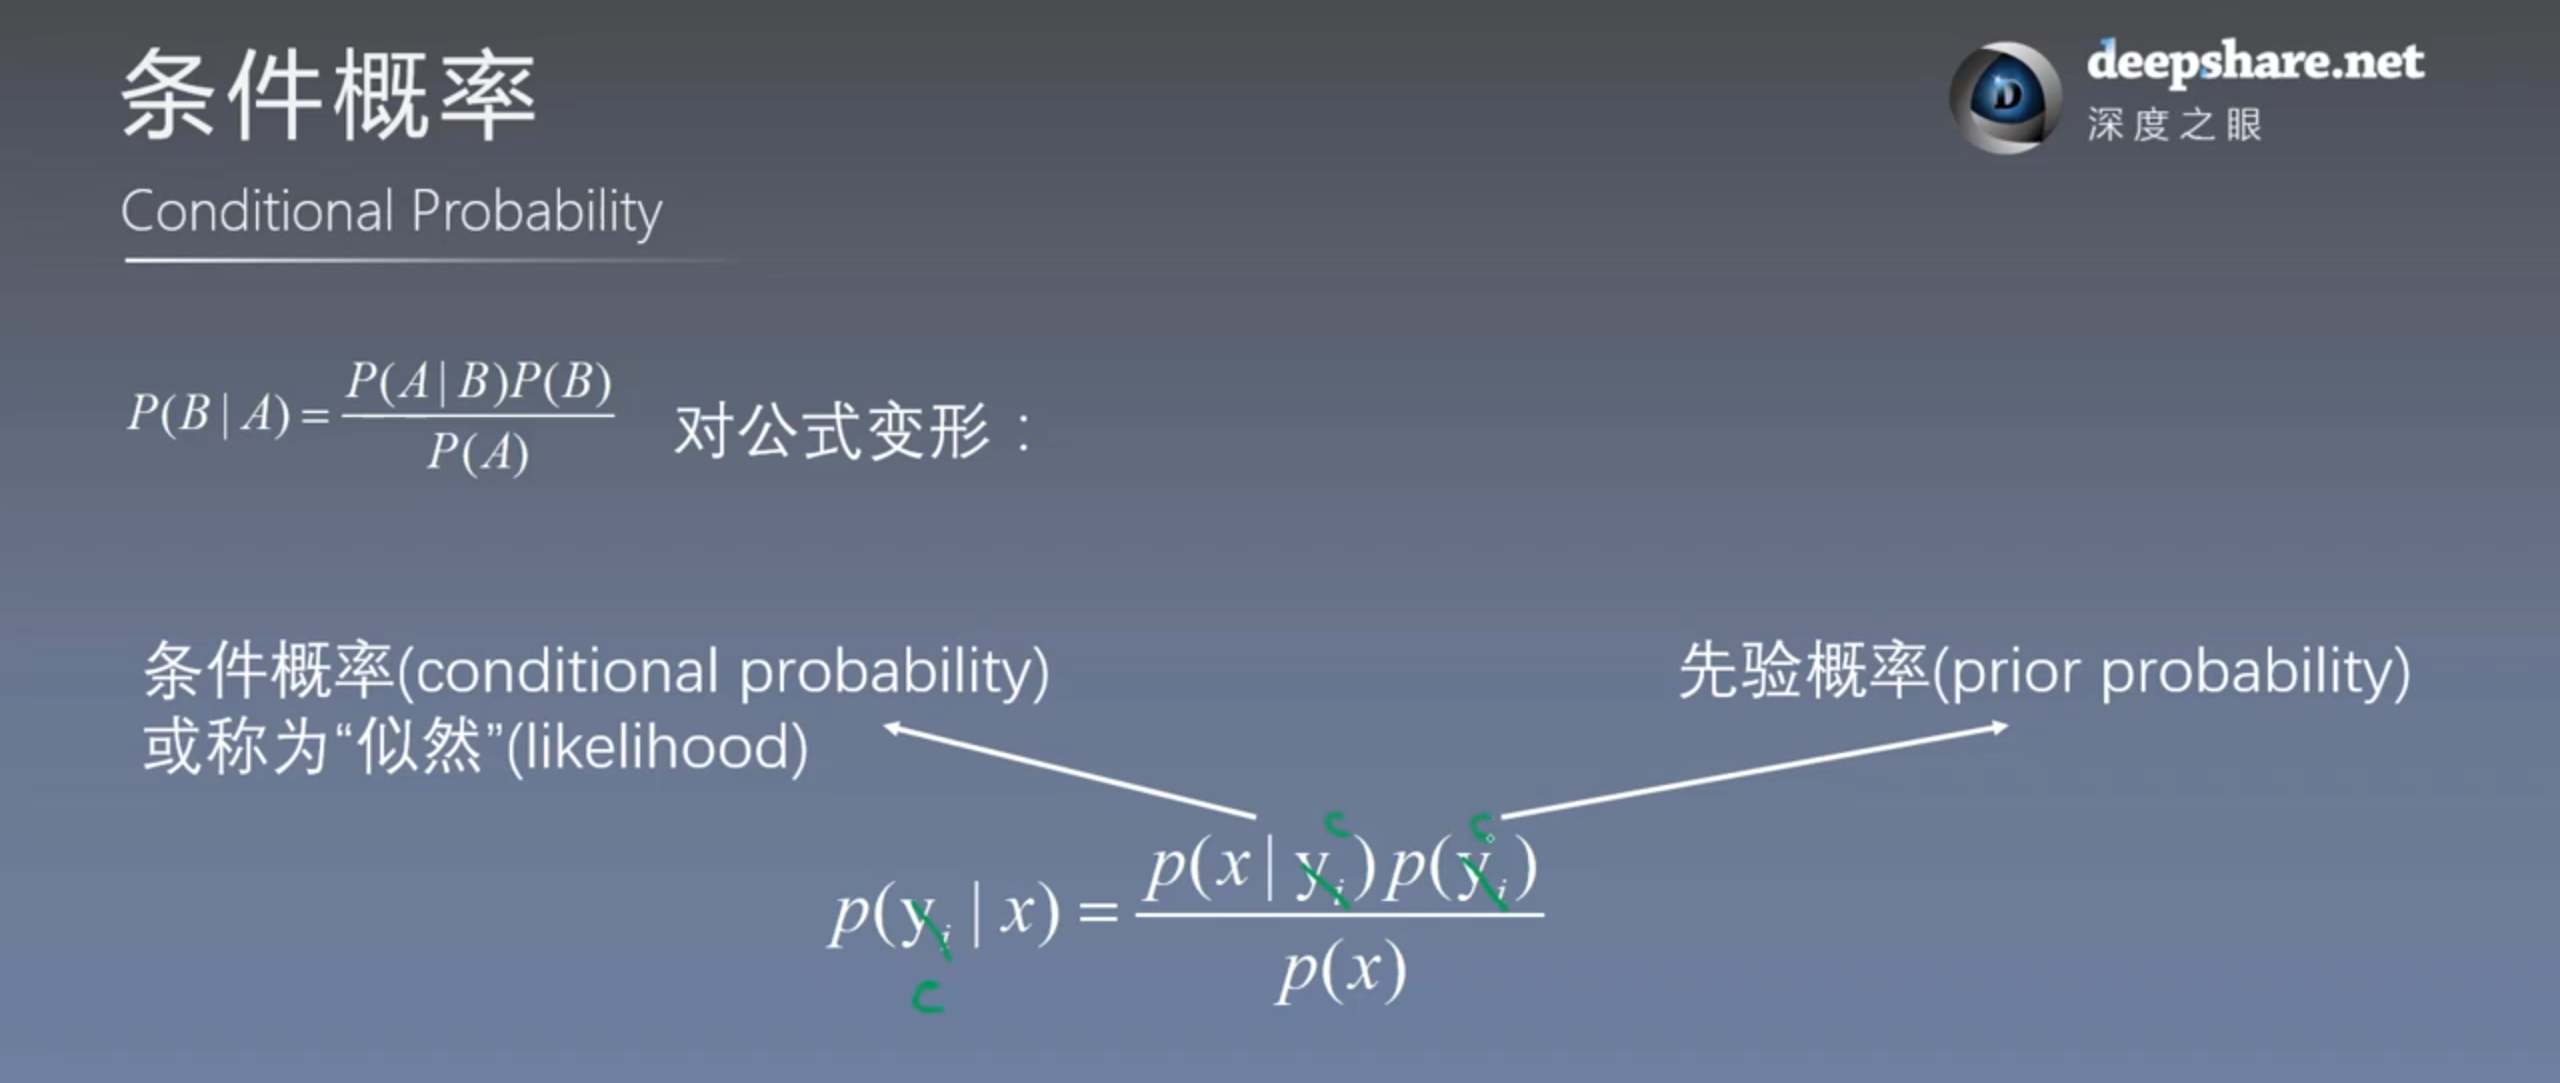 条件概率
deepshare.net
深度之眼
Conditional Probability
P(B|A)=P(A|B)P(B)/P(A) 对公式变形：
条件概率(conditional probability)
或称为“似然”(likelihood)
先验概率(prior probability)
c c
p(y_i|x)=p(x|y_i)p(y_i)/p(x)
c